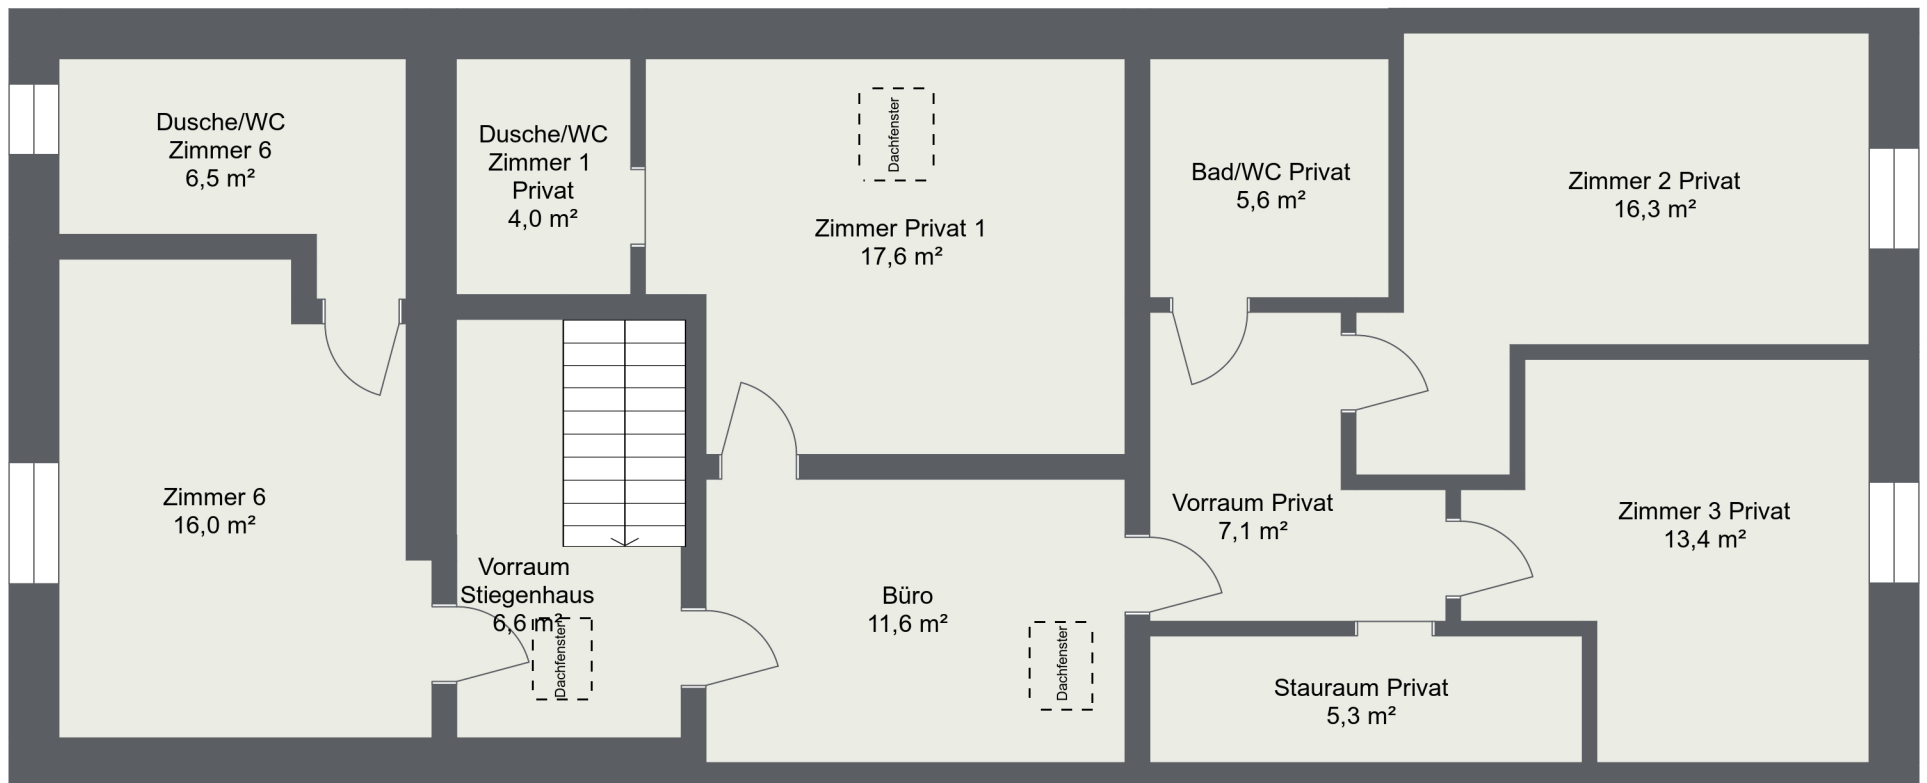 Dusche/WC
Zimmer 6
6,5 m²
Dusche/WC
Zimmer 1
Privat
4,0 m²
Dachfenster
Zimmer Privat 1
17,6 m²
Bad/WC Privat
5,6 m²
Zimmer 2 Privat
16,3 m²
Zimmer 6
16,0 m²
Vorraum
Stiegenhaus
6,6 m²
Dachfenster
Büro
11,6 m²
Dachfenster
Vorraum Privat
7,1 m²
Zimmer 3 Privat
13,4 m²
Stauraum Privat
5,3 m²